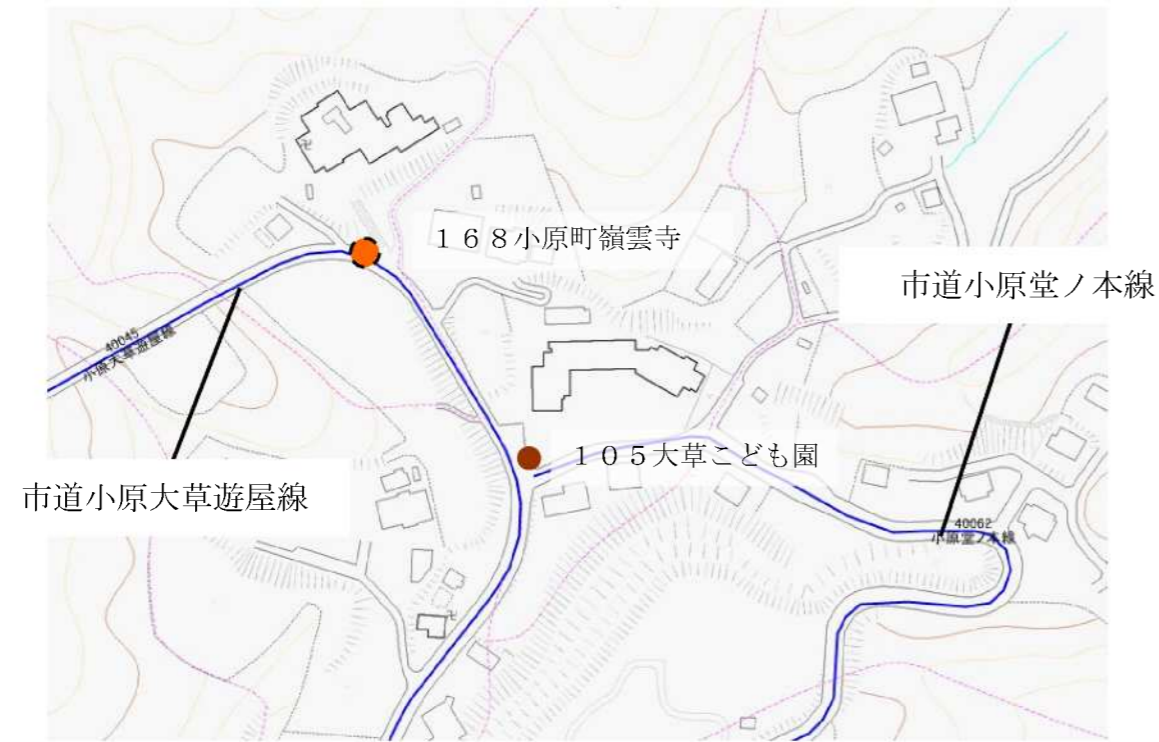 168小原町嶺雲寺
市道小原堂ノ本線
40045
小原大草遊屋線
105大草こども園
市道小原大草遊屋線
40062
小原堂ノ本線
卍
卍